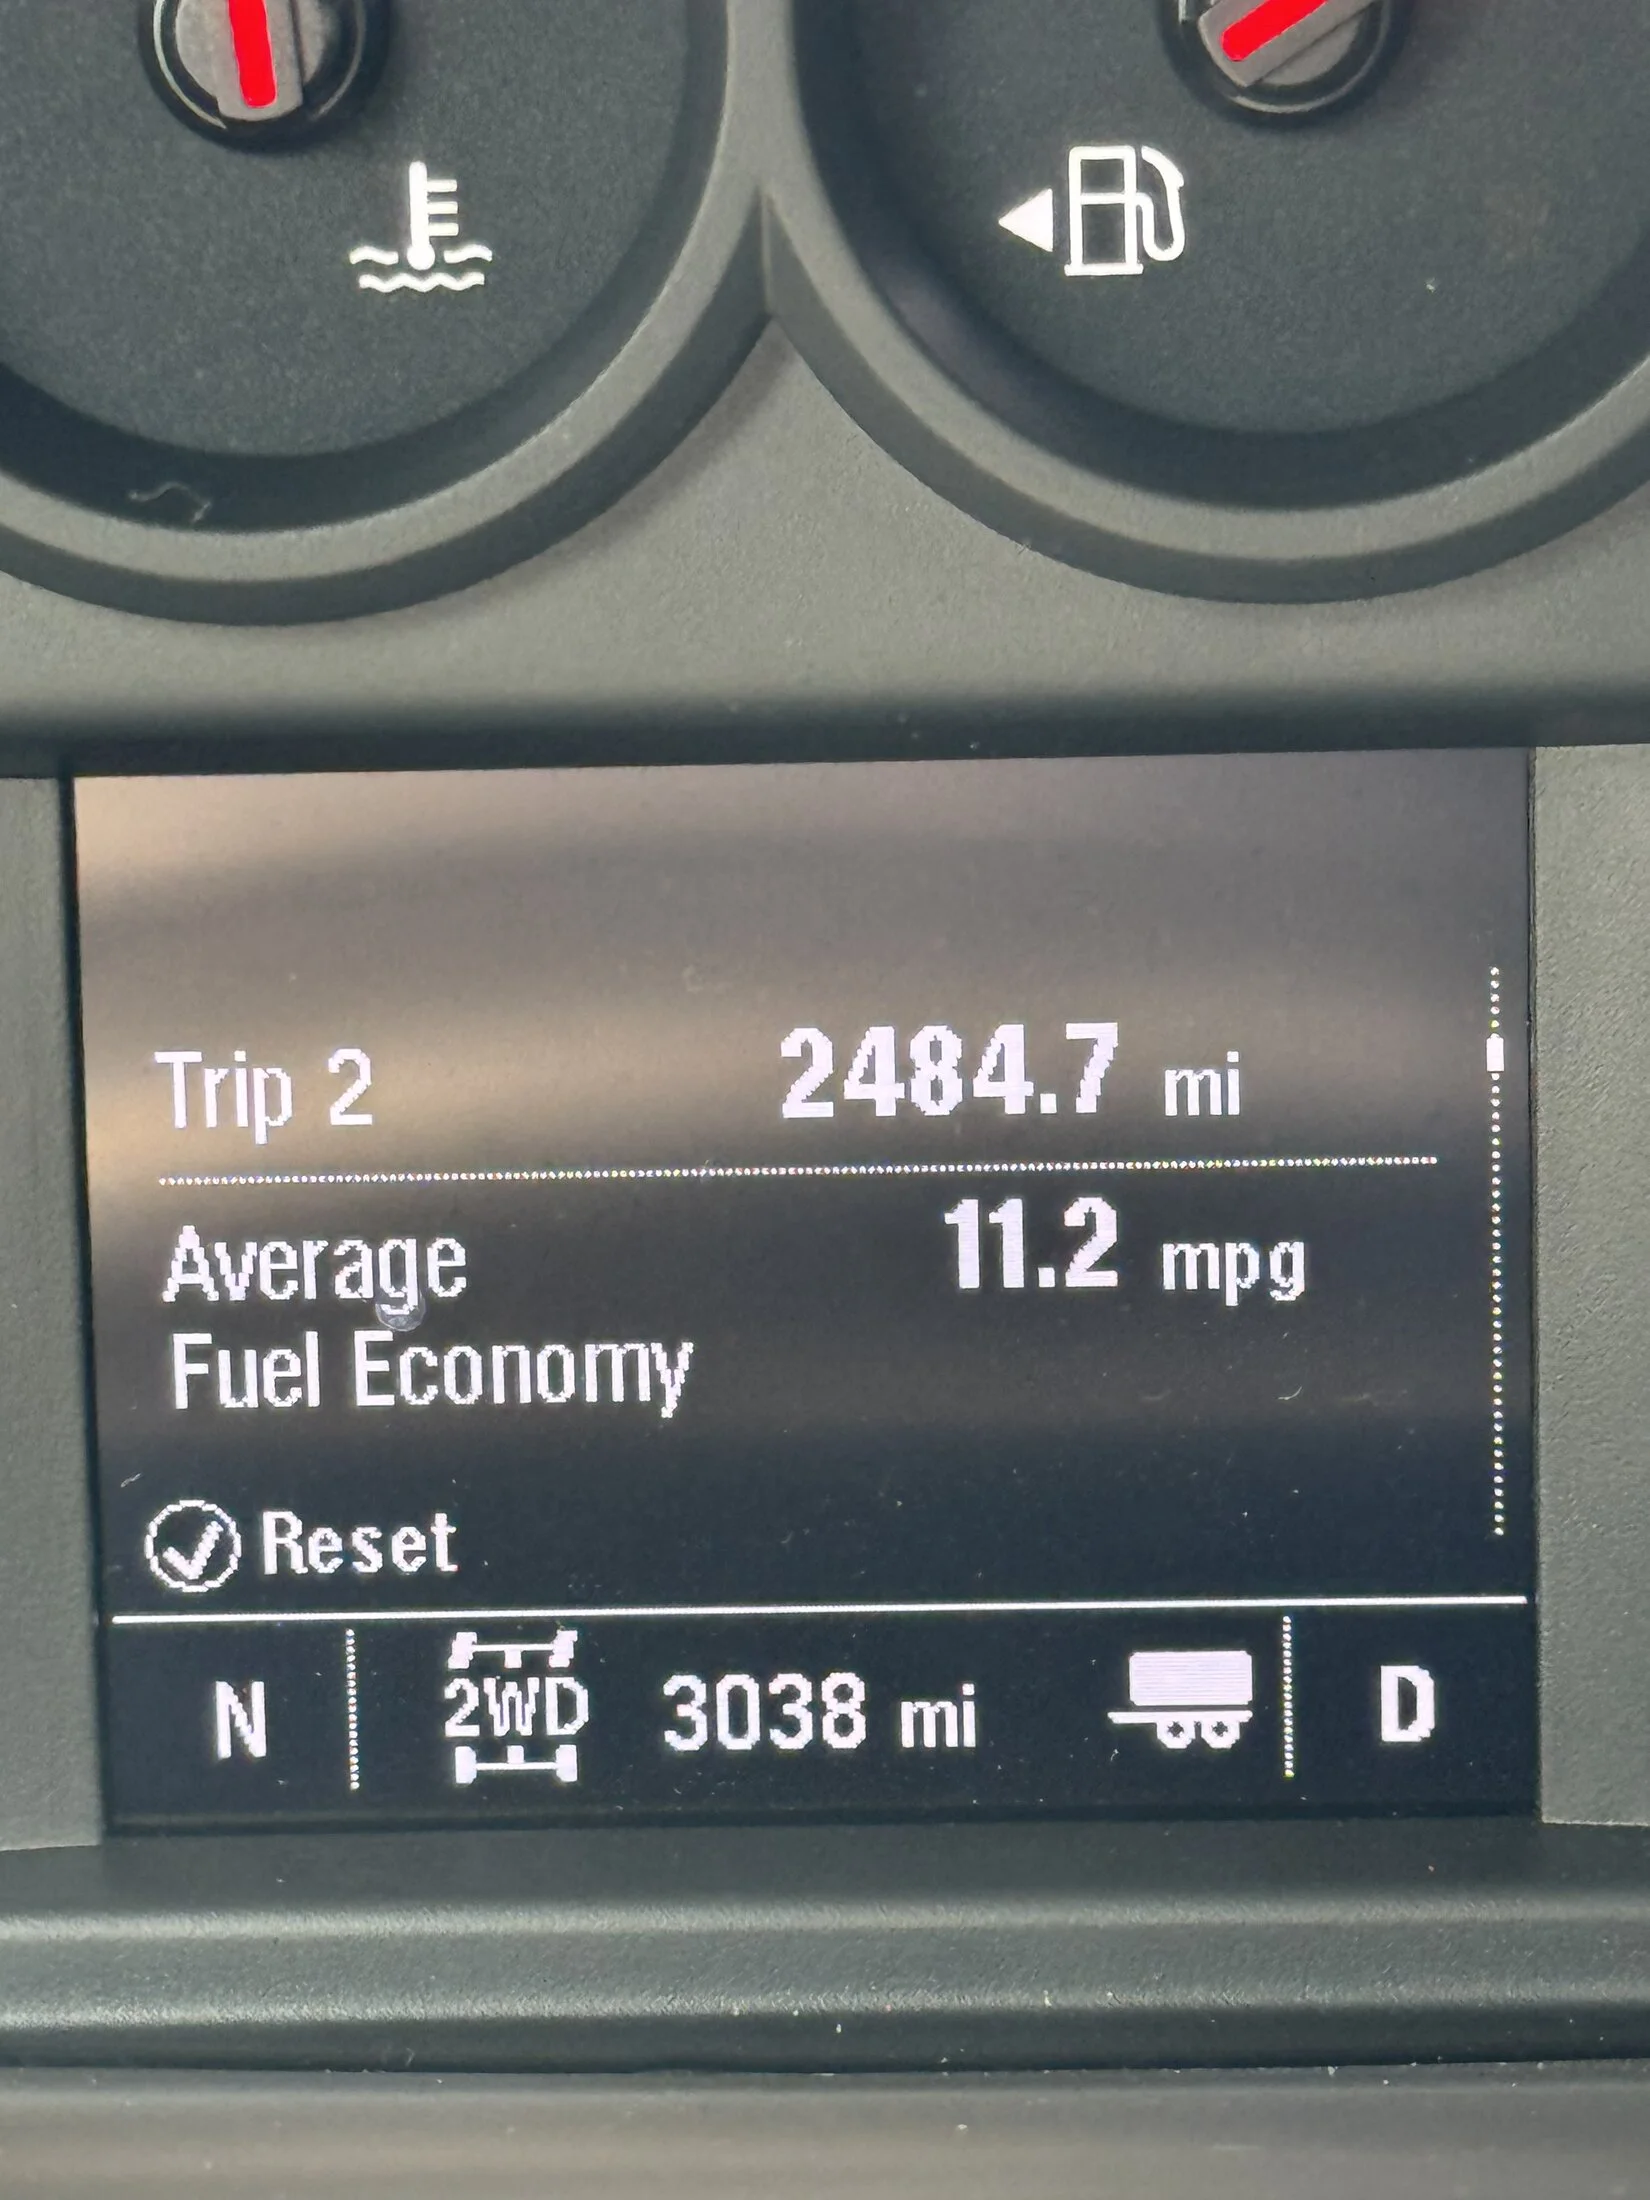 Trip 2 2484.7 mi
Average 11.2 mpg
Fuel Economy
Reset
N 2WD 3038 mi D